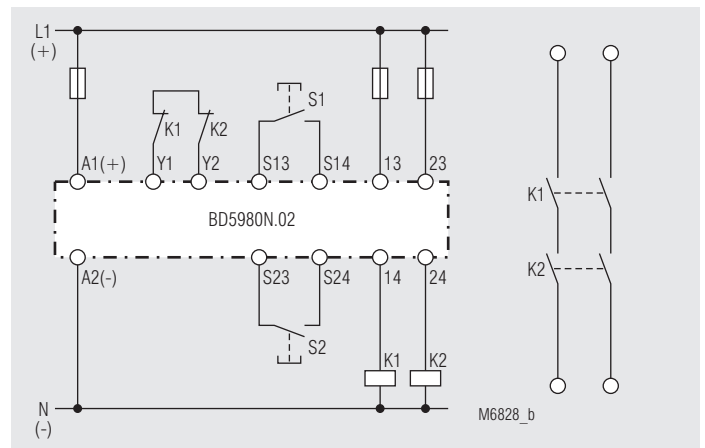 L1
(+)
S1
K1 K2
A1(+) Y1 Y2 S13 S14 13 23
K1
BD5980N.02
K2
A2(-) S23 S24 14 24
S2
K1 K2
N
(-)
M6828_b